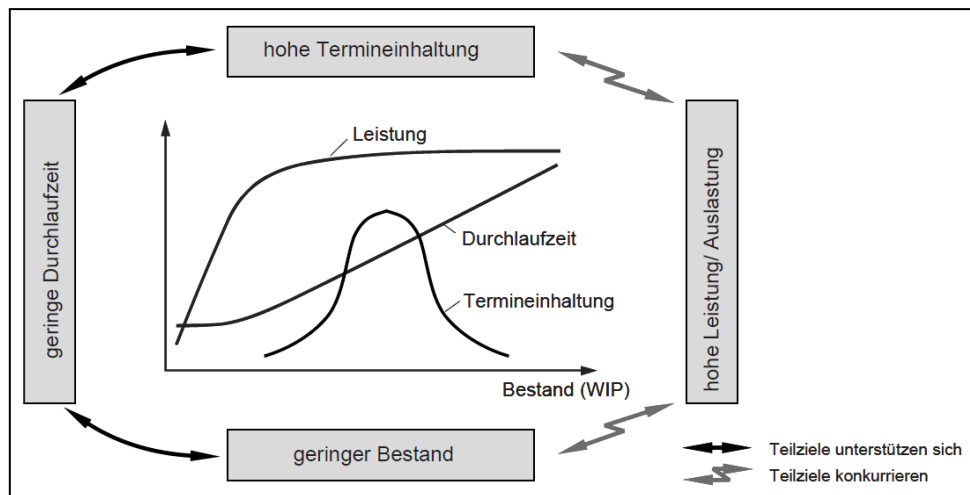 hohe Termineinhaltung
geringe Durchlaufzeit
Leistung
Durchlaufzeit
Termineinhaltung
Bestand (WIP)
hohe Leistung/ Auslastung
geringer Bestand
Teilziele unterstützen sich
Teilziele konkurrieren